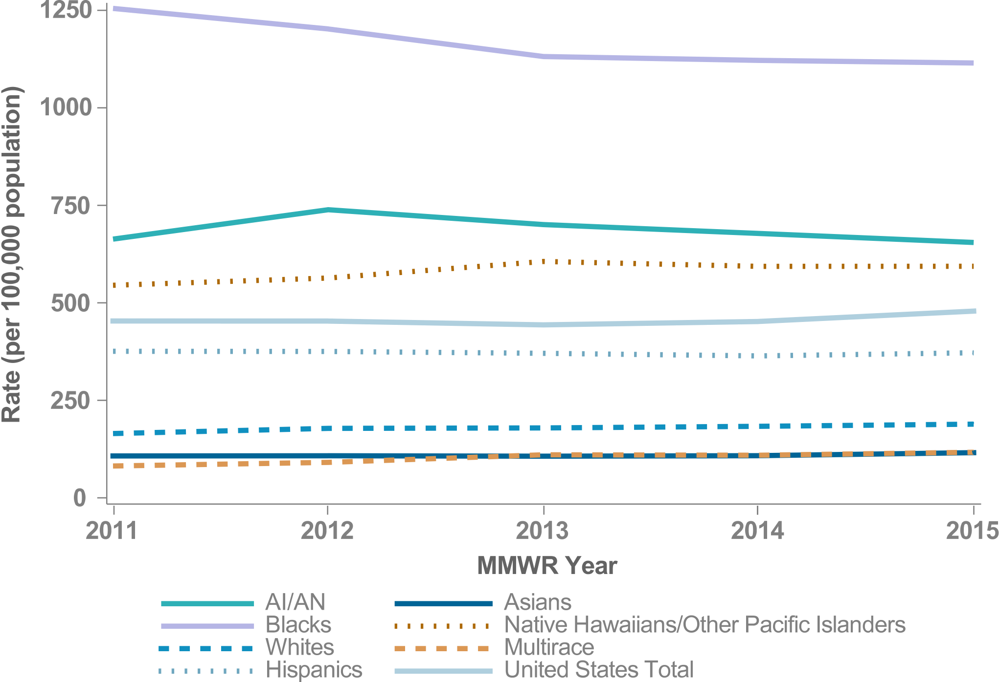 Rate (per 100,000 population)
1250
1000
750
500
250
0
2011 2012 2013 2014 2015
MMWR Year
AI/AN
Blacks
Whites
Hispanics
Asians
Native Hawaiians/Other Pacific Islanders
Multirace
United States Total